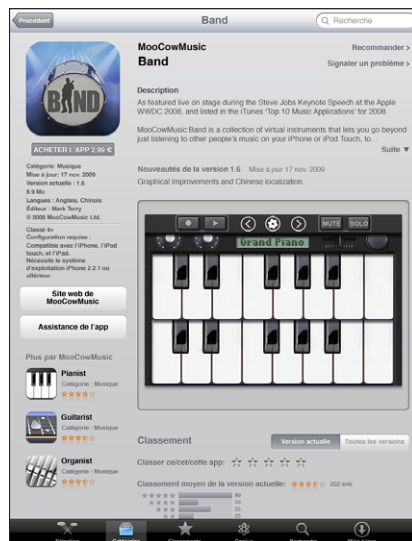 Précédent
Band
Recherche
BAND
ACHETER L'APP 2,99 €
Catégorie: Musique
Mise à jour: 17 nov. 2009
Version actuelle : 1.6
8.9 Mo
Langues : Anglais, Chinois
Éditeur : Mark Terry
© 2008 MooCowMusic Ltd.
Classé 4+
Configuration requise :
Compatible avec l'iPhone, l'iPod
touch, et l'iPad.
Nécessite le système
d'exploitation iPhone 2.2.1 ou
ultérieur.
Site web de
MooCowMusic
Assistance de l'app
Plus par MooCowMusic
Pianist
Catégorie : Musique
Guitarist
Catégorie : Musique
Organist
Catégorie : Musique
MooCowMusic
Band
Recommander >
Signaler un problème >
Description
As featured live on stage during the Steve Jobs Keynote Speech at the Apple
WWDC 2008, and listed in the iTunes 'Top 10 Music Applications' for 2008.
MooCowMusic:Band is a collection of virtual instruments that lets you go beyond
just listening to other people's music on your iPhone or iPod Touch, to…
Suite ▼
Nouveautés de la version 1.6 Mise à jour 17 nov. 2009
Graphical improvements and Chinese localization.
MUTE SOLO
Grand Piano
Classement
Version actuelle Toutes les versions
Classer ce/cet/cette app:
Classement moyen de la version actuelle:
Catégories
Classements
Genius
Recherche